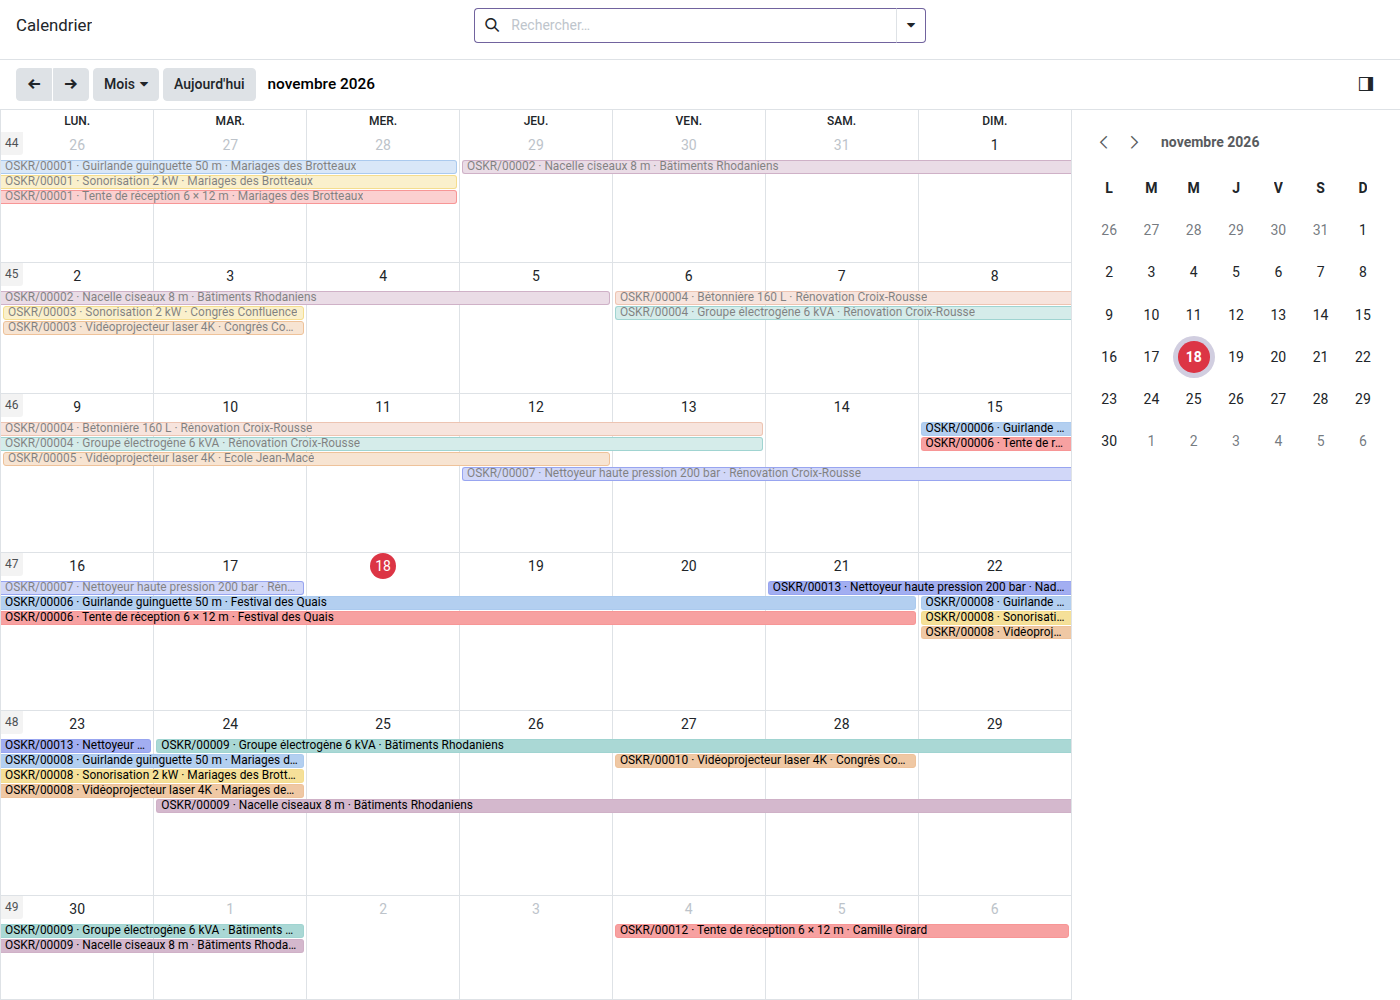 Calendrier
Rechercher...
Mois
Aujourd'hui
novembre 2026
LUN. MAR. MER. JEU. VEN. SAM. DIM.
44 26 27 28 29 30 31 1
OSKR/00001 · Guirlande guinguette 50 m · Mariages des Brotteaux
OSKR/00002 · Nacelle ciseaux 8 m · Bâtiments Rhodaniens
OSKR/00001 · Sonorisation 2 kW · Mariages des Brotteaux
OSKR/00001 · Tente de réception 6 × 12 m · Mariages des Brotteaux
45 2 3 4 5 6 7 8
OSKR/00002 · Nacelle ciseaux 8 m · Bâtiments Rhodaniens
OSKR/00004 · Bétonnière 160 L · Rénovation Croix-Rousse
OSKR/00003 · Sonorisation 2 kW · Congrès Confluence
OSKR/00004 · Groupe électrogène 6 kVA · Rénovation Croix-Rousse
OSKR/00003 · Vidéoprojecteur laser 4K · Congrès Co...
46 9 10 11 12 13 14 15
OSKR/00004 · Bétonnière 160 L · Rénovation Croix-Rousse
OSKR/00006 · Guirlande ...
OSKR/00004 · Groupe électrogène 6 kVA · Rénovation Croix-Rousse
OSKR/00006 · Tente de r...
OSKR/00005 · Vidéoprojecteur laser 4K · École Jean-Macé
OSKR/00007 · Nettoyeur haute pression 200 bar · Rénovation Croix-Rousse
47 16 17 18 19 20 21 22
OSKR/00007 · Nettoyeur haute pression 200 bar · Rén...
OSKR/00013 · Nettoyeur haute pression 200 bar · Nad...
OSKR/00006 · Guirlande guinguette 50 m · Festival des Quais
OSKR/00008 · Guirlande ...
OSKR/00006 · Tente de réception 6 × 12 m · Festival des Quais
OSKR/00008 · Sonorisati...
OSKR/00008 · Vidéoproj...
48 23 24 25 26 27 28 29
OSKR/00013 · Nettoyeur ...
OSKR/00009 · Groupe électrogène 6 kVA · Bâtiments Rhodaniens
OSKR/00008 · Guirlande guinguette 50 m · Mariages d...
OSKR/00010 · Vidéoprojecteur laser 4K · Congrès Co...
OSKR/00008 · Sonorisation 2 kW · Mariages des Brott...
OSKR/00008 · Vidéoprojecteur laser 4K · Mariages de...
OSKR/00009 · Nacelle ciseaux 8 m · Bâtiments Rhodaniens
49 30 1 2 3 4 5 6
OSKR/00009 · Groupe électrogène 6 kVA · Bâtiments ...
OSKR/00012 · Tente de réception 6 × 12 m · Camille Girard
OSKR/00009 · Nacelle ciseaux 8 m · Bâtiments Rhoda...
novembre 2026
L M M J V S D
26 27 28 29 30 31 1
2 3 4 5 6 7 8
9 10 11 12 13 14 15
16 17 18 19 20 21 22
23 24 25 26 27 28 29
30 1 2 3 4 5 6